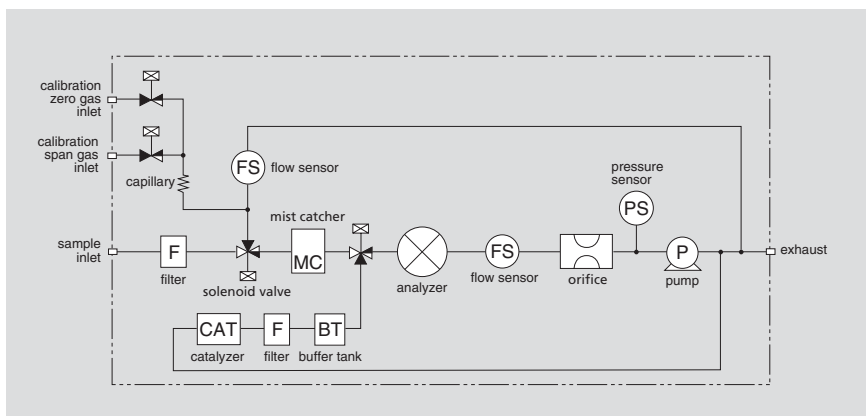 calibration
zero gas
inlet
calibration
span gas
inlet
capillary
FS
flow sensor
pressure
sensor
PS
mist catcher
sample
inlet
F
filter
solenoid valve
MC
analyzer
FS
flow sensor
orifice
P
pump
exhaust
CAT
catalyzer
F
filter
BT
buffer tank